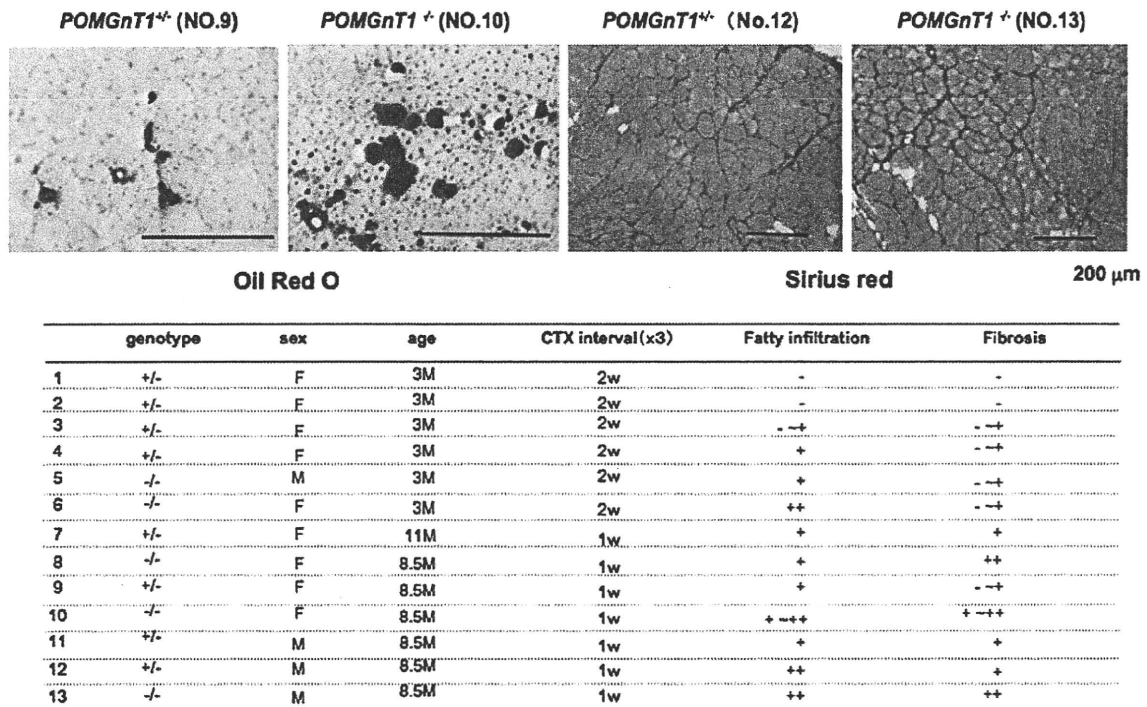 POMGnT1+/- (NO.9) POMGnT1 -/- (NO.10) POMGnT1+/- (No.12) POMGnT1 -/- (NO.13)
Oil Red O Sirius red 200 μm
genotype sex age CTX interval(x3) Fatty infiltration Fibrosis
1 +/- F 3M 2w - -
2 +/- F 3M 2w - -
3 +/- F 3M 2w - ~+ - ~+
4 +/- F 3M 2w + - ~+
5 -/- M 3M 2w + - ~+
6 -/- F 3M 2w ++ - ~+
7 +/- F 11M 1w + +
8 -/- F 8.5M 1w + ++
9 +/- F 8.5M 1w + - ~+
10 -/- F 8.5M 1w + ~++ + ~++
11 +/- M 8.5M 1w + +
12 +/- M 8.5M 1w ++ +
13 -/- M 8.5M 1w ++ ++